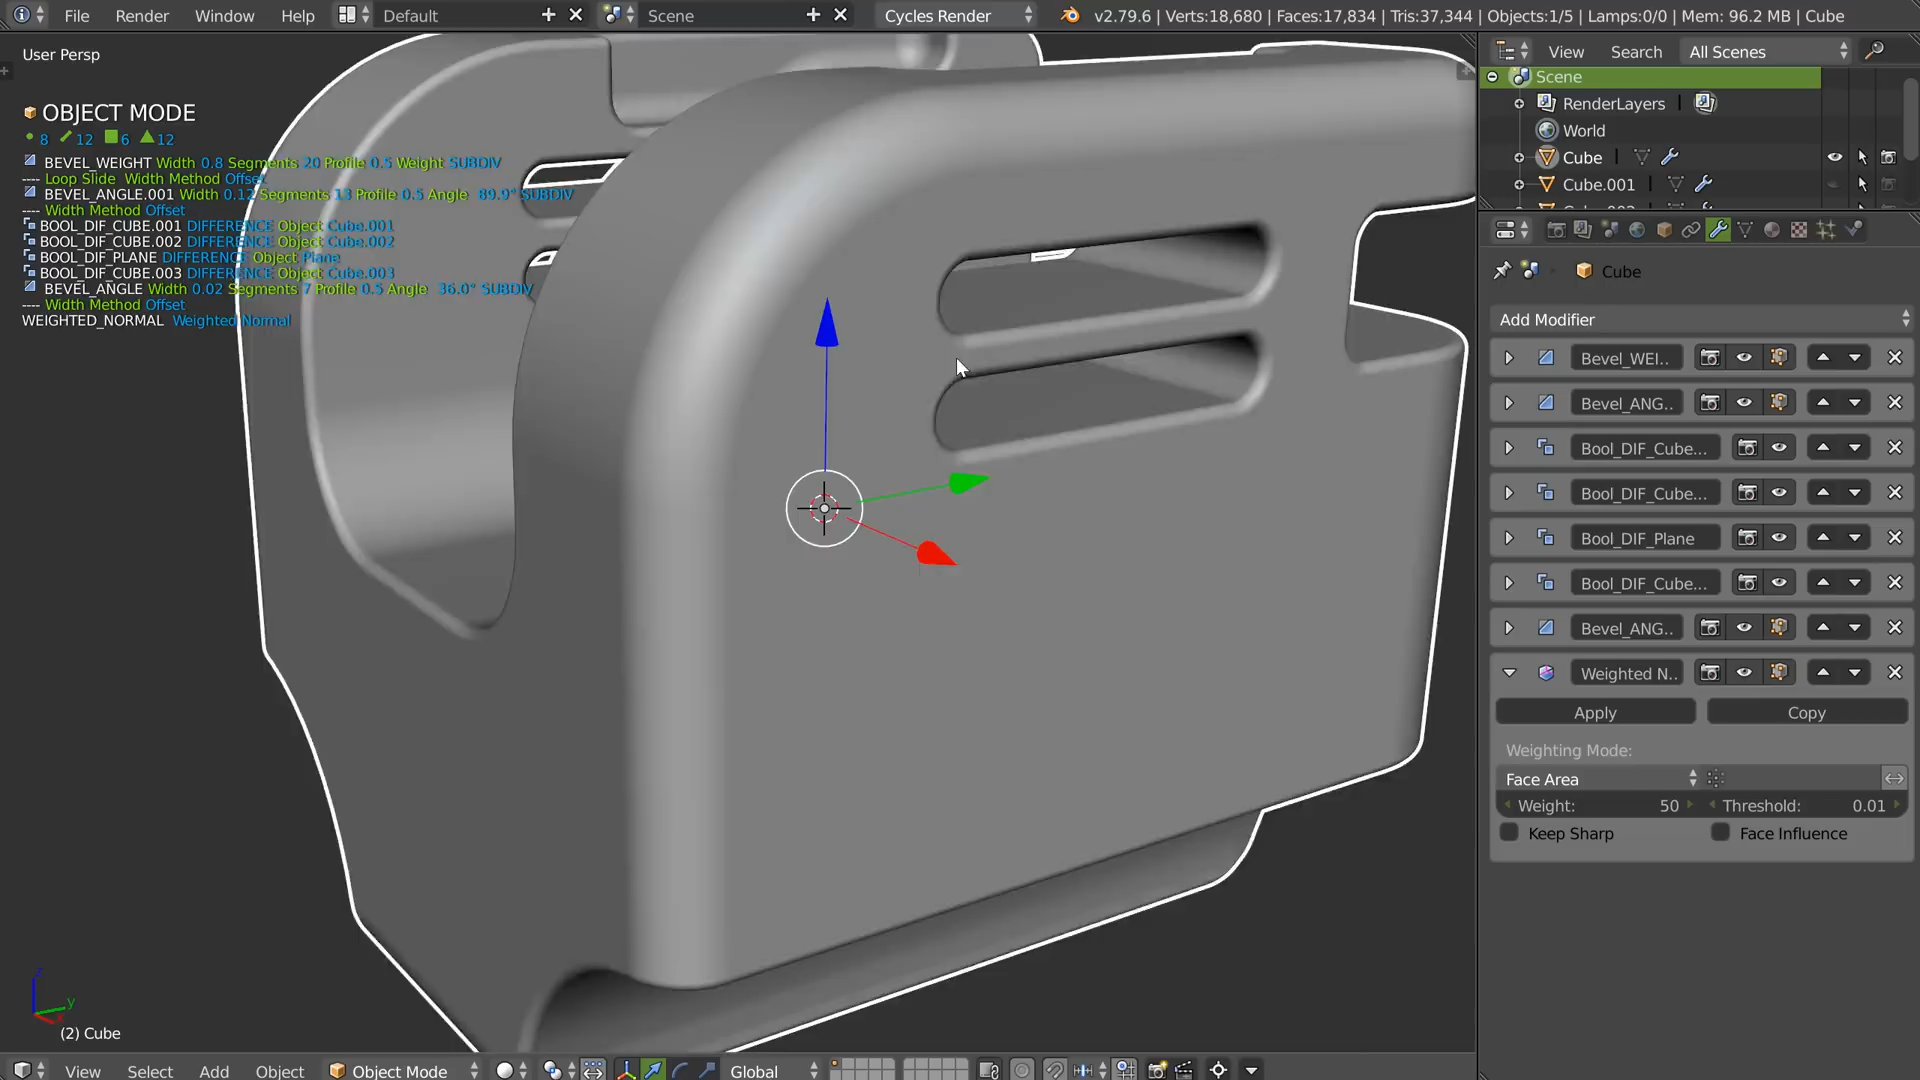 File Render Window Help Default Scene Cycles Render v2.79.6 | Verts:18,680 | Faces:17,834 | Tris:37,344 | Objects:1/5 | Lamps:0/0 | Mem: 96.2 MB | Cube
User Persp
View Search All Scenes
Scene
RenderLayers
World
Cube
Cube.001
OBJECT MODE
8 12 6 12
BEVEL_WEIGHT Width 0.8 Segments 20 Profile 0.5 Weight SUBDIV
---- Loop Slide Width Method Offset
BEVEL_ANGLE.001 Width 0.12 Segments 13 Profile 0.5 Angle 89.9° SUBDIV
---- Width Method Offset
BOOL_DIF_CUBE.001 DIFFERENCE Object Cube.001
BOOL_DIF_CUBE.002 DIFFERENCE Object Cube.002
BOOL_DIF_PLANE DIFFERENCE Object Plane
BOOL_DIF_CUBE.003 DIFFERENCE Object Cube.003
BEVEL_ANGLE Width 0.02 Segments 7 Profile 0.5 Angle 36.0° SUBDIV
---- Width Method Offset
WEIGHTED_NORMAL Weighted Normal
Cube
Add Modifier
Bevel_WEI..
Bevel_ANG..
Bool_DIF_Cube...
Bool_DIF_Cube...
Bool_DIF_Plane
Bool_DIF_Cube...
Bevel_ANG..
Weighted N..
Apply Copy
Weighting Mode:
Face Area
Weight: 50 Threshold: 0.01
Keep Sharp Face Influence
z
y
x
(2) Cube
View Select Add Object Object Mode Global